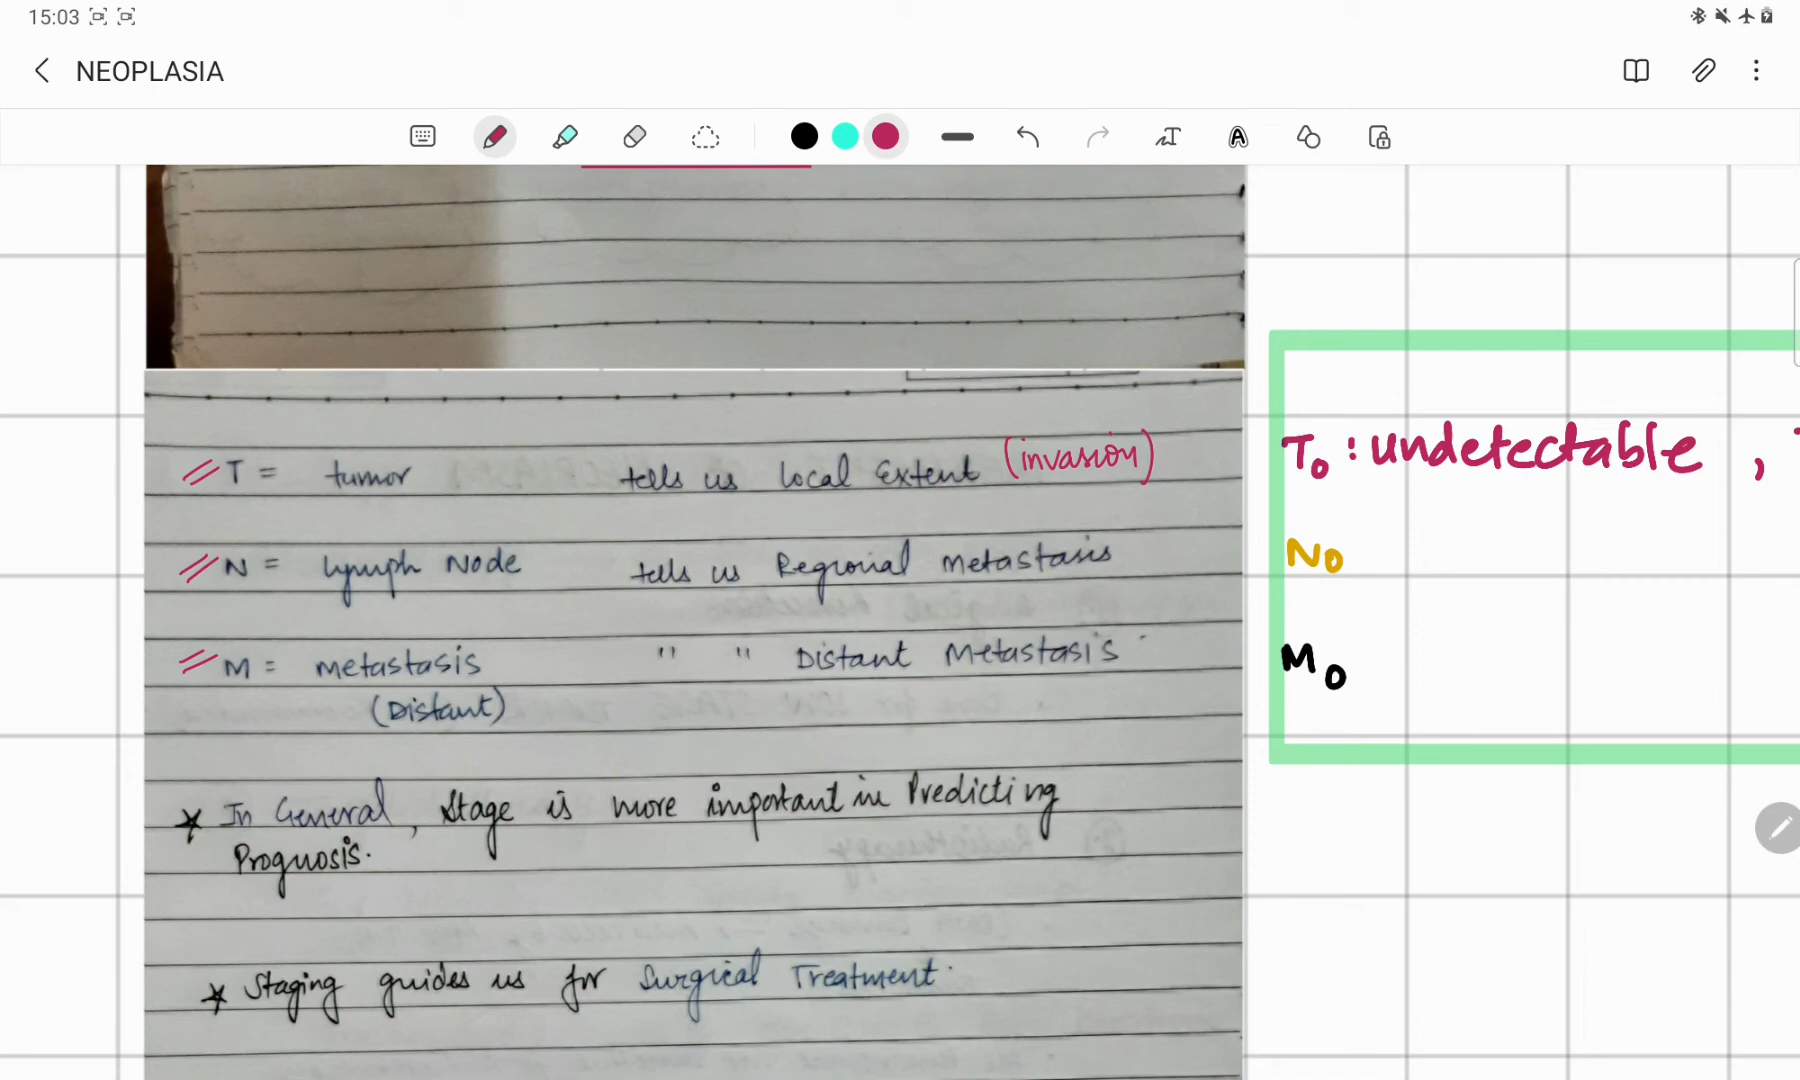 15:03
NEOPLASIA
// T = tumor tells us Local Extent (invasion)
// N = Lymph Node tells us Regional Metastasis
// M = metastasis " " Distant Metastasis
(Distant)
* In General, Stage is more important in Predicting
Prognosis.
* Staging guides us for Surgical Treatment.
T0 : undetectable ,
N0
M0